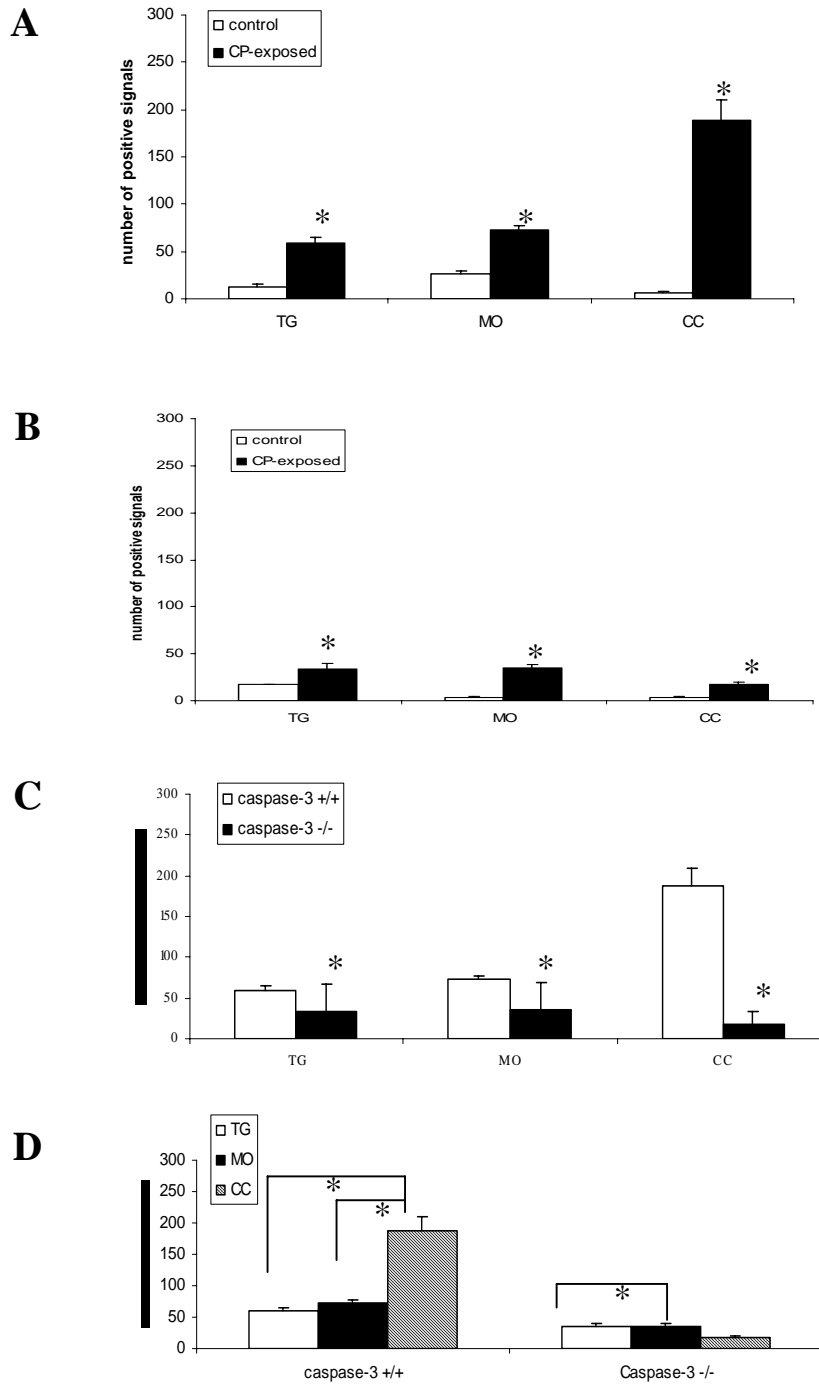 A
control
CP-exposed
number of positive signals
300
250
200
150
100
50
0
*
*
*
TG
MO
CC
B
control
CP-exposed
number of positive signals
300
250
200
150
100
50
0
*
*
*
TG
MO
CC
C
caspase-3 +/+
caspase-3 -/-
300
250
200
150
100
50
0
*
*
*
TG
MO
CC
D
TG
MO
CC
300
250
200
150
100
50
0
*
*
*
caspase-3 +/+
Caspase-3 -/-